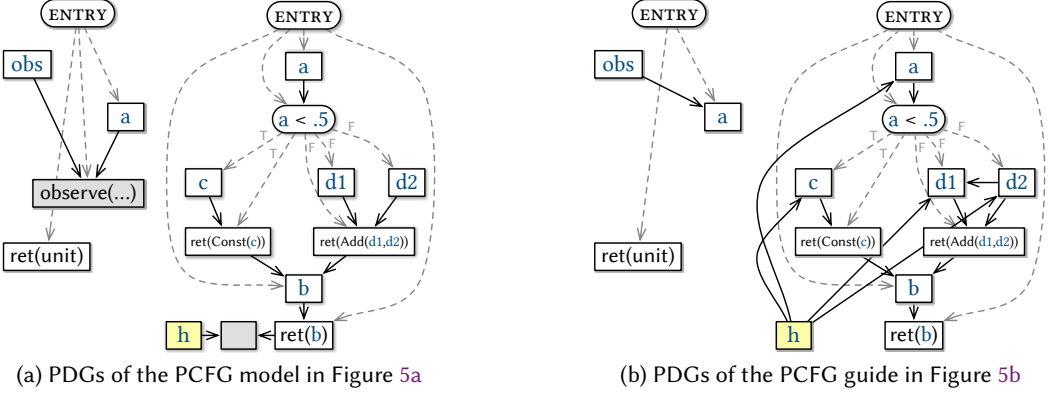 ENTRY
obs
a
observe(...)
ret(unit)
ENTRY
a
a < .5
T
T
F
F
F
c
d1
d2
ret(Const(c))
ret(Add(d1,d2))
b
h
ret(b)
(a) PDGs of the PCFG model in Figure 5a
ENTRY
obs
a
ret(unit)
ENTRY
a
a < .5
T
T
F
F
F
c
d1
d2
ret(Const(c))
ret(Add(d1,d2))
b
h
ret(b)
(b) PDGs of the PCFG guide in Figure 5b